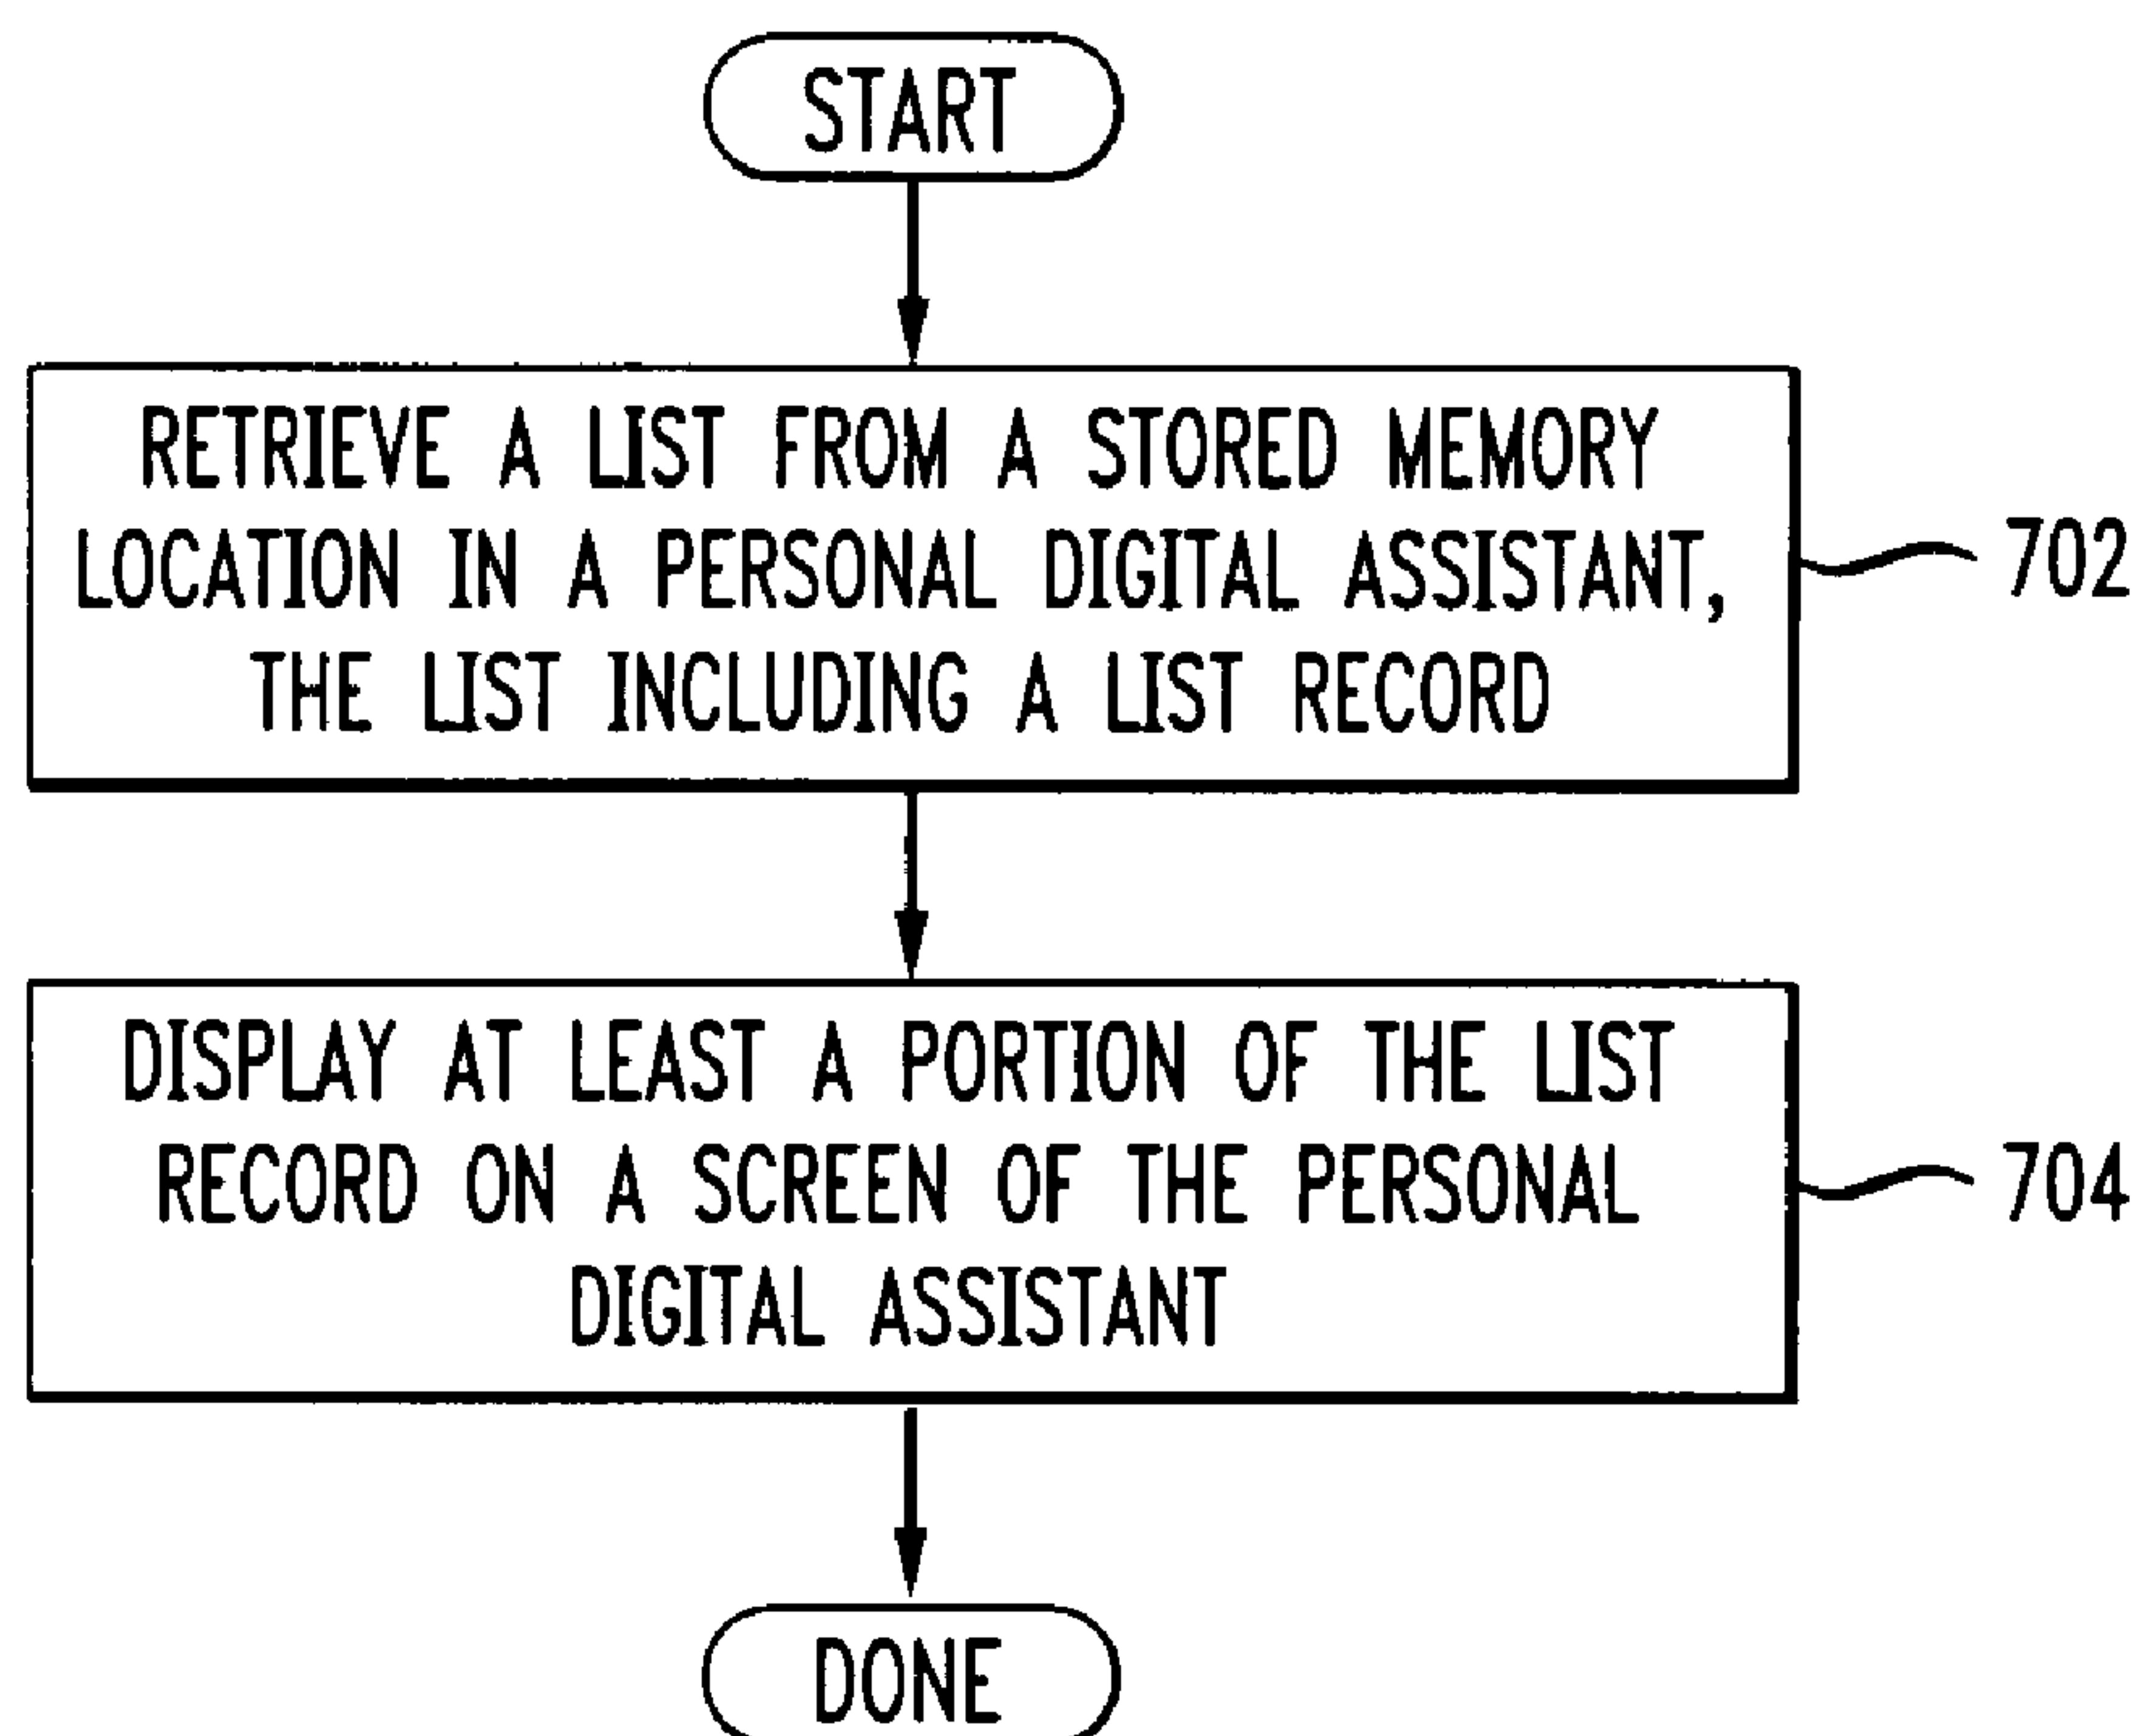 START
RETRIEVE A LIST FROM A STORED MEMORY
LOCATION IN A PERSONAL DIGITAL ASSISTANT,
THE LIST INCLUDING A LIST RECORD
702
DISPLAY AT LEAST A PORTION OF THE LIST
RECORD ON A SCREEN OF THE PERSONAL
DIGITAL ASSISTANT
704
DONE